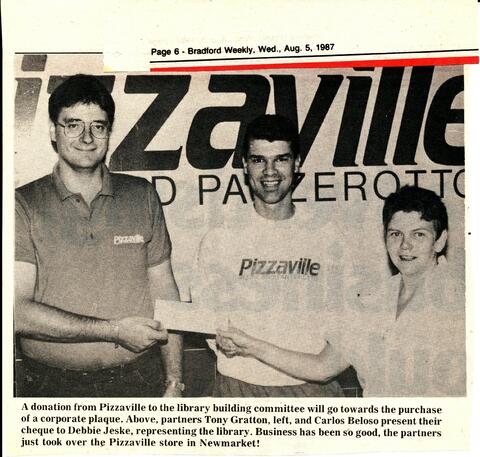 Page 6 - Bradford Weekly, Wed., Aug. 5, 1987
izzaville
D PANZEROTTO
Pizzaville
Pizzaville
A donation from Pizzaville to the library building committee will go towards the purchase
of a corporate plaque. Above, partners Tony Gratton, left, and Carlos Beloso present their
cheque to Debbie Jeske, representing the library. Business has been so good, the partners
just took over the Pizzaville store in Newmarket!